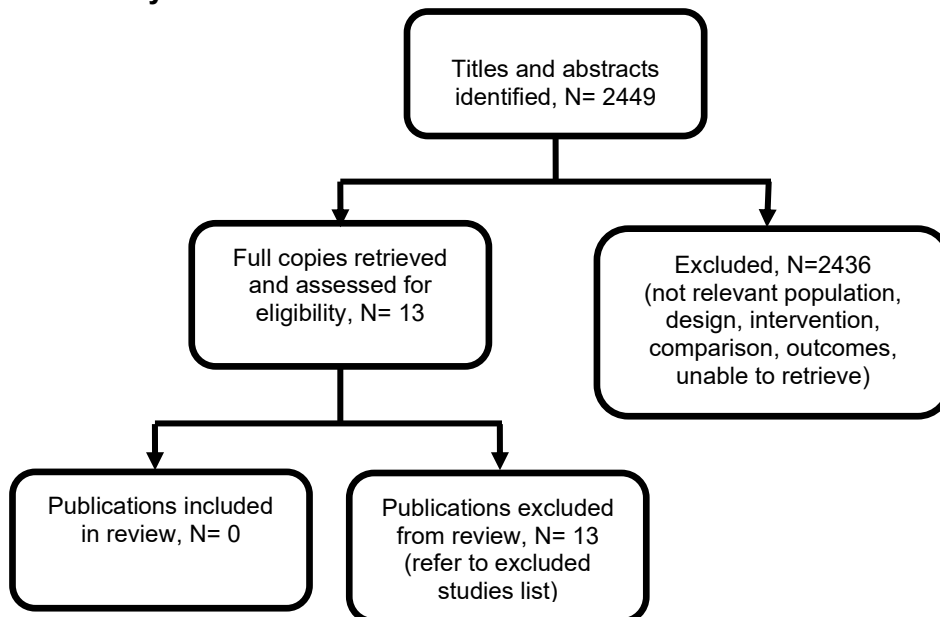 Titles and abstracts
identified, N= 2449
Full copies retrieved
and assessed for
eligibility, N= 13
Excluded, N=2436
(not relevant population,
design, intervention,
comparison, outcomes,
unable to retrieve)
Publications included
in review, N= 0
Publications excluded
from review, N= 13
(refer to excluded
studies list)